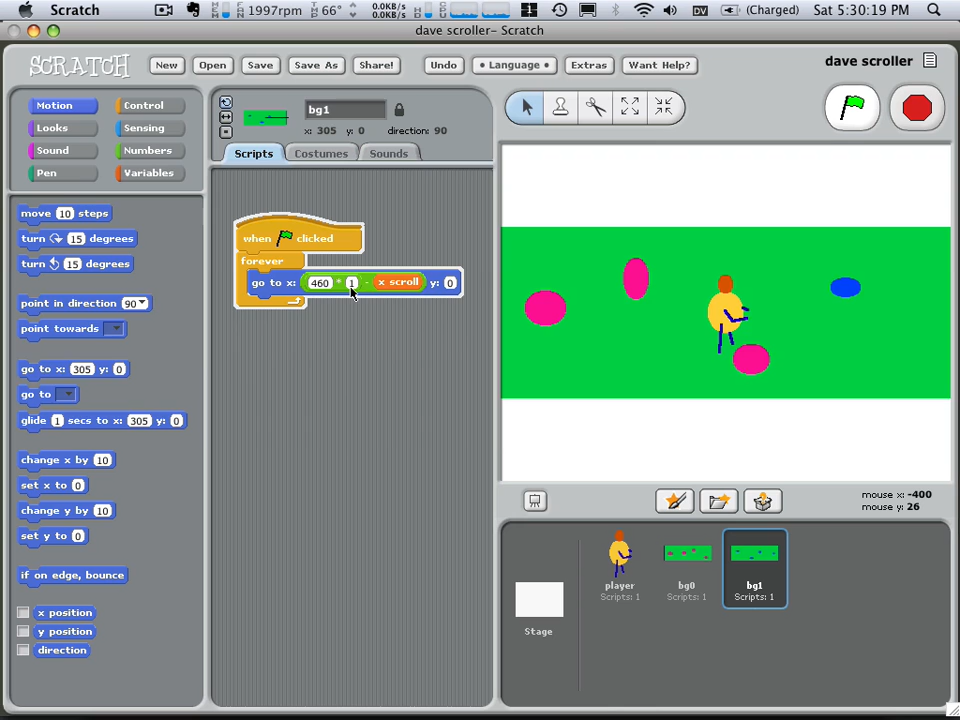 Scratch
1997rpm
66°
0.0KB/s
0.0KB/s
DV
(Charged)
Sat 5:30:19 PM
dave scroller- Scratch
SCRATCH
New
Open
Save
Save As
Share!
Undo
• Language •
Extras
Want Help?
dave scroller
Motion
Control
Looks
Sensing
Sound
Numbers
Pen
Variables
bg1
x: 305 y: 0 direction: 90
Scripts
Costumes
Sounds
move 10 steps
turn 15 degrees
turn 15 degrees
point in direction 90
point towards
go to x: 305 y: 0
go to
glide 1 secs to x: 305 y: 0
change x by 10
set x to 0
change y by 10
set y to 0
if on edge, bounce
x position
y position
direction
when clicked
forever
go to x: 460 * 1 - x scroll y: 0
mouse x: -400
mouse y: 26
player
Scripts: 1
bg0
Scripts: 1
bg1
Scripts: 1
Stage